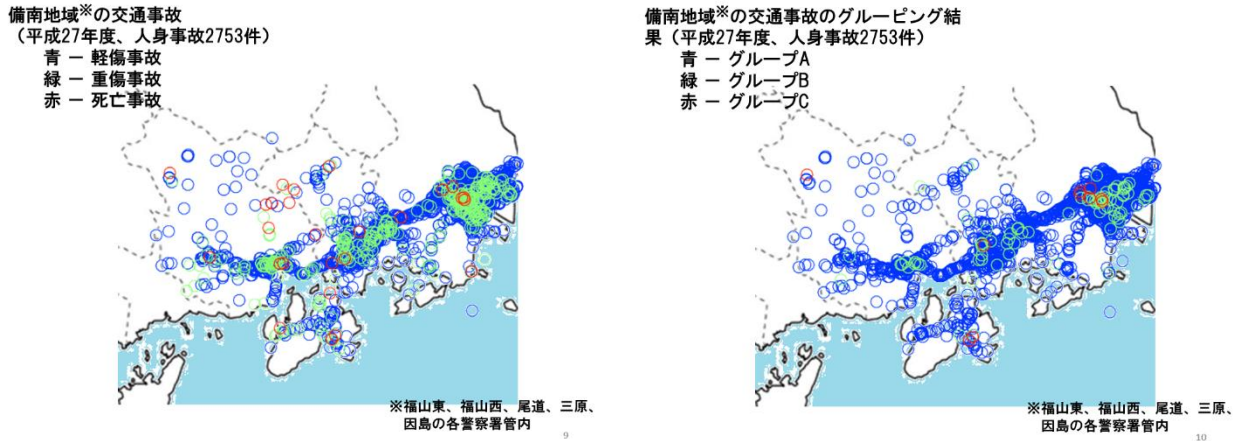 備南地域※の交通事故
（平成27年度、人身事故2753件）
青 － 軽傷事故
緑 － 重傷事故
赤 － 死亡事故
※福山東、福山西、尾道、三原、
因島の各警察署管内
9
備南地域※の交通事故のグルーピング結
果（平成27年度、人身事故2753件）
青 － グループA
緑 － グループB
赤 － グループC
※福山東、福山西、尾道、三原、
因島の各警察署管内
10